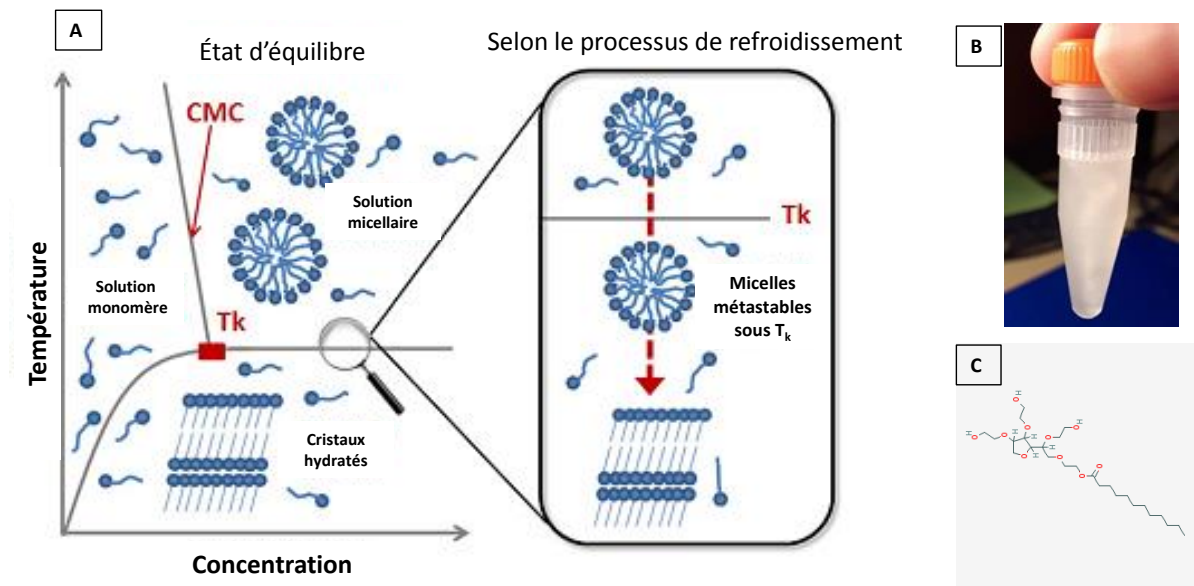 A
État d'équilibre
Selon le processus de refroidissement
B
CMC
Solution
micellaire
Tk
Température
Solution
monomère
Tk
Micelles
métastables
sous Tk
C
Cristaux
hydratés
Concentration
H
O
O
H
O
O
H
H
O
O
H
O
H
H
O
O
O
O